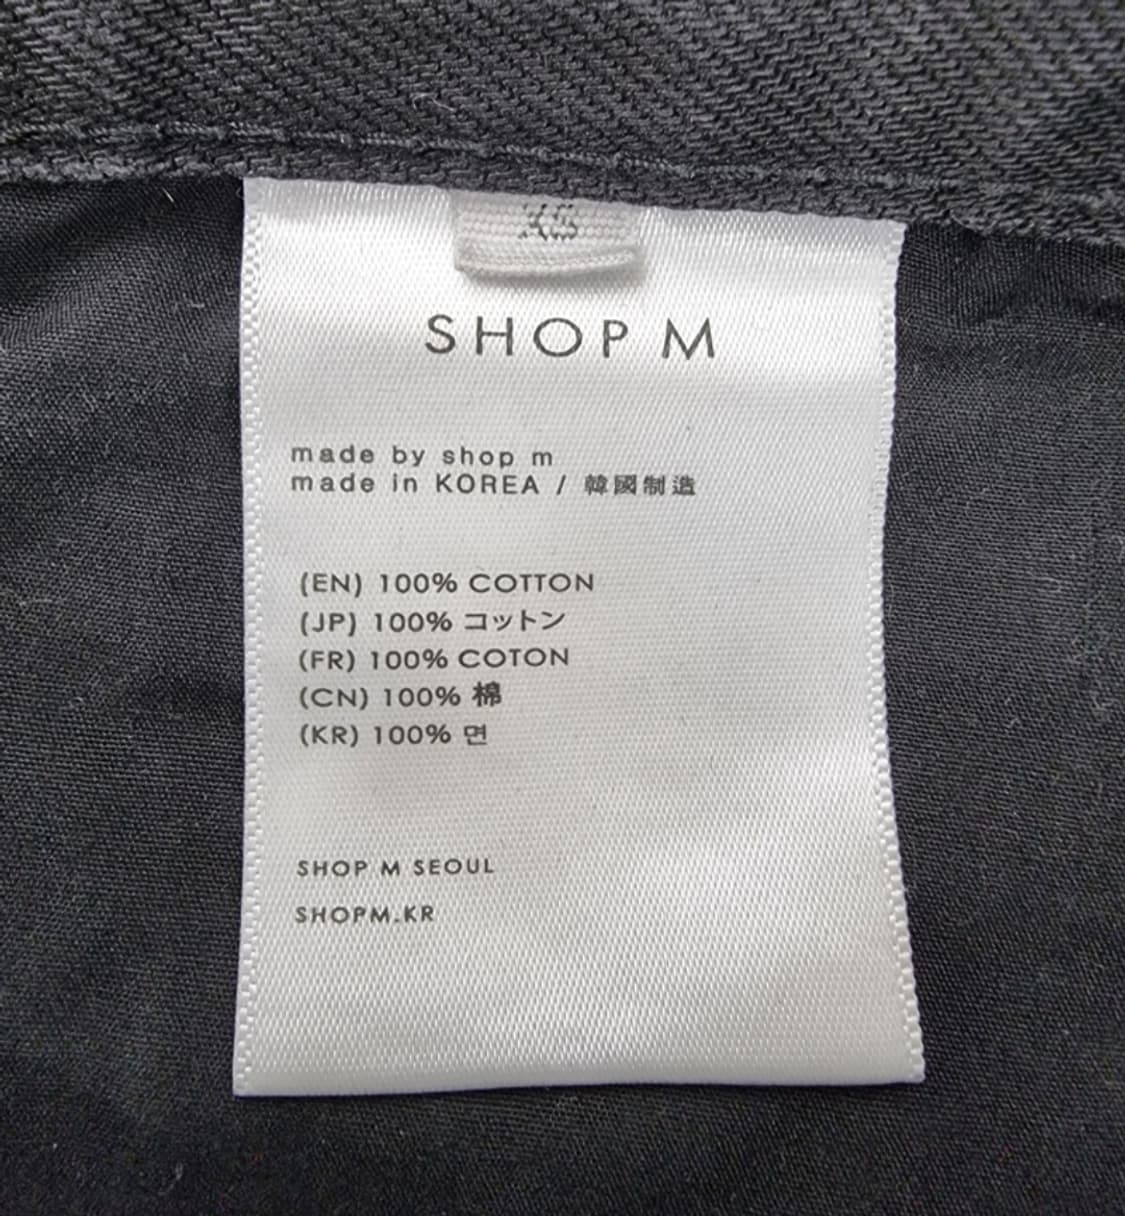 XS
SHOP M
made by shop m
made in KOREA / 韓國制造
(EN) 100% COTTON
(JP) 100% コットン
(FR) 100% COTON
(CN) 100% 棉
(KR) 100% 면
SHOP M SEOUL
SHOPM.KR